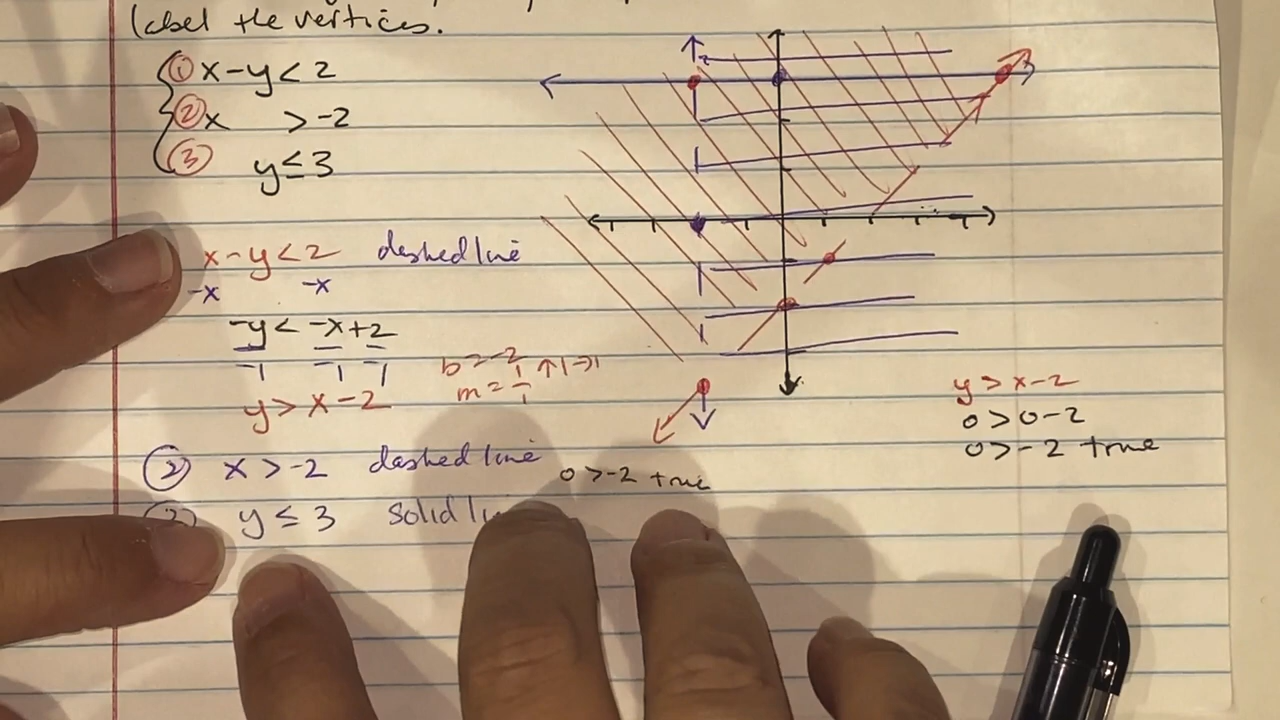 label the vertices.
① x-y<2
② x >-2
③ y≤3
x-y<2 dashed line
-x -x
-y < -x+2
-1 -1 -1
b=-2
m=1/1 ↑1→1
y> x-2
② x >-2 dashed line 0>-2 true
y ≤ 3 solid
y > x-2
0 > 0-2
0>-2 true